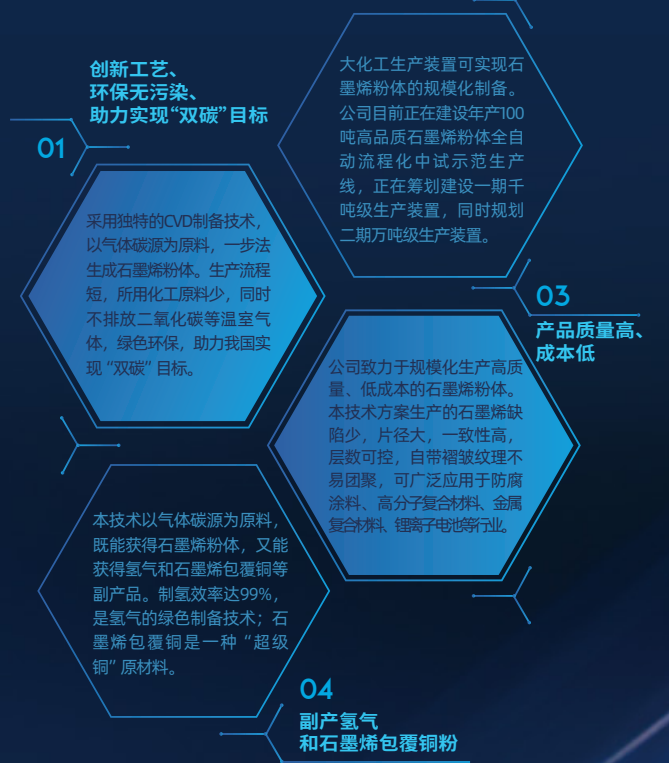 创新工艺、
环保无污染、
助力实现“双碳”目标
01
采用独特的CVD制备技术，
以气体碳源为原料，一步法
生成石墨烯粉体。生产流程
短，所用化工原料少，同时
不排放二氧化碳等温室气
体，绿色环保，助力我国实
现“双碳”目标。
大化工生产装置可实现石
墨烯粉体的规模化制备。
公司目前正在建设年产100
吨高品质石墨烯粉体全自
动流程化中试示范生产
线，正在筹划建设一期千
吨级生产装置，同时规划
二期万吨级生产装置。
03
产品质量高、
成本低
公司致力于规模化生产高质
量、低成本的石墨烯粉体。
本技术方案生产的石墨烯缺
陷少，片径大，一致性高，
层数可控，自带褶皱纹理不
易团聚，可广泛应用于防腐
涂料、高分子复合材料、金属
复合材料、锂离子电池等行业。
本技术以气体碳源为原料，
既能获得石墨烯粉体，又能
获得氢气和石墨烯包覆铜等
副产品。制氢效率达99%，
是氢气的绿色制备技术；石
墨烯包覆铜是一种“超级
铜”原材料。
04
副产氢气
和石墨烯包覆铜粉